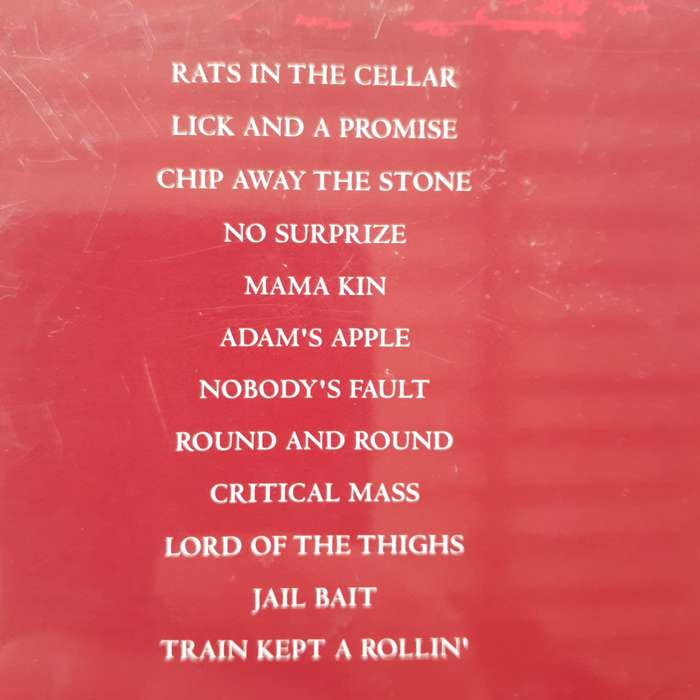 RATS IN THE CELLAR
LICK AND A PROMISE
CHIP AWAY THE STONE
NO SURPRIZE
MAMA KIN
ADAM'S APPLE
NOBODY'S FAULT
ROUND AND ROUND
CRITICAL MASS
LORD OF THE THIGHS
JAIL BAIT
TRAIN KEPT A ROLLIN'